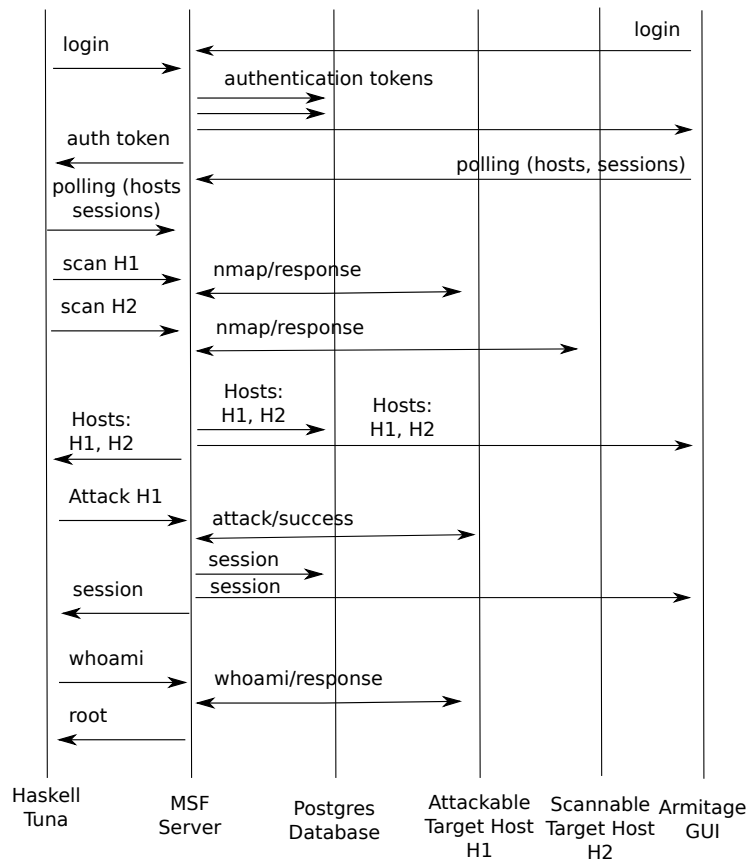 login
login
authentication tokens
auth token
polling (hosts, sessions)
polling (hosts
sessions)
scan H1
nmap/response
scan H2
nmap/response
Hosts:
H1, H2
Hosts:
H1, H2
Hosts:
H1, H2
Attack H1
attack/success
session
session
session
whoami
whoami/response
root
Haskell
Tuna
MSF
Server
Postgres
Database
Attackable
Target Host
H1
Scannable
Target Host
H2
Armitage
GUI